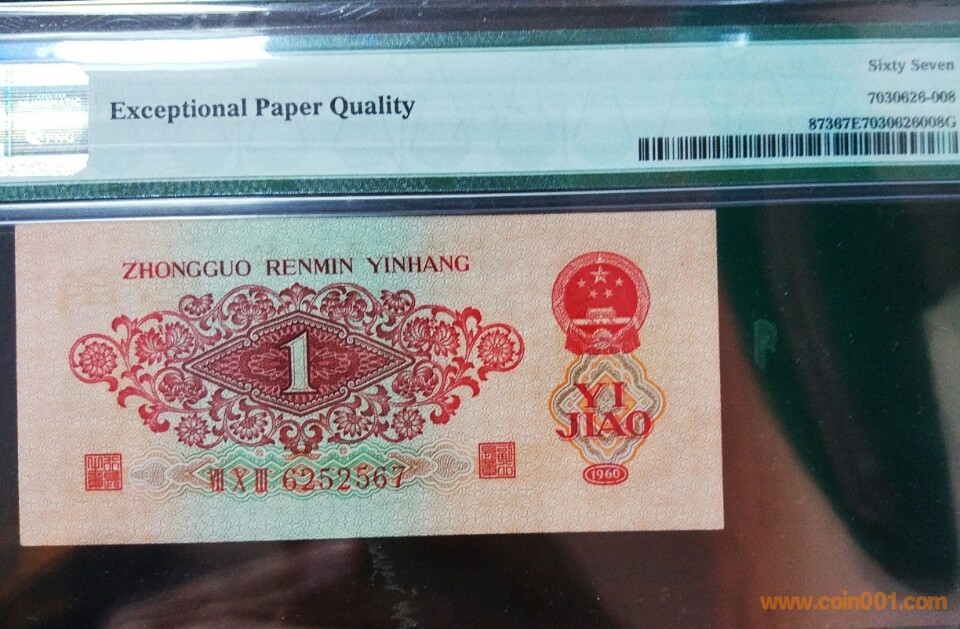 Sixty Seven
Exceptional Paper Quality
7030626-008
87367E7030626008G
ZHONGGUO RENMIN YINHANG
1
YI
JIAO
VIII X III 6252567
1960
www.coin001.com